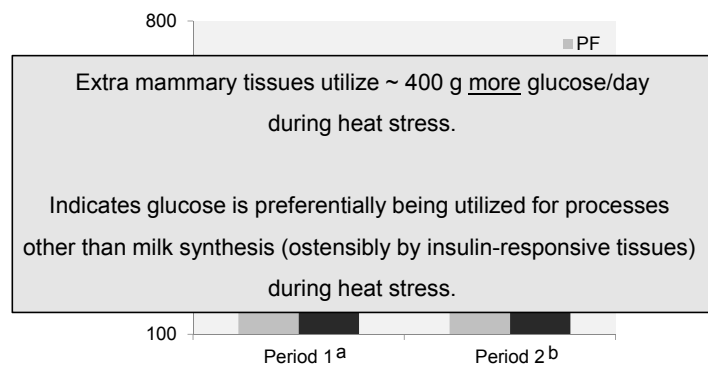 800
PF
Extra mammary tissues utilize ~ 400 g more glucose/day
during heat stress.
Indicates glucose is preferentially being utilized for processes
other than milk synthesis (ostensibly by insulin-responsive tissues)
during heat stress.
100
Period 1a Period 2b